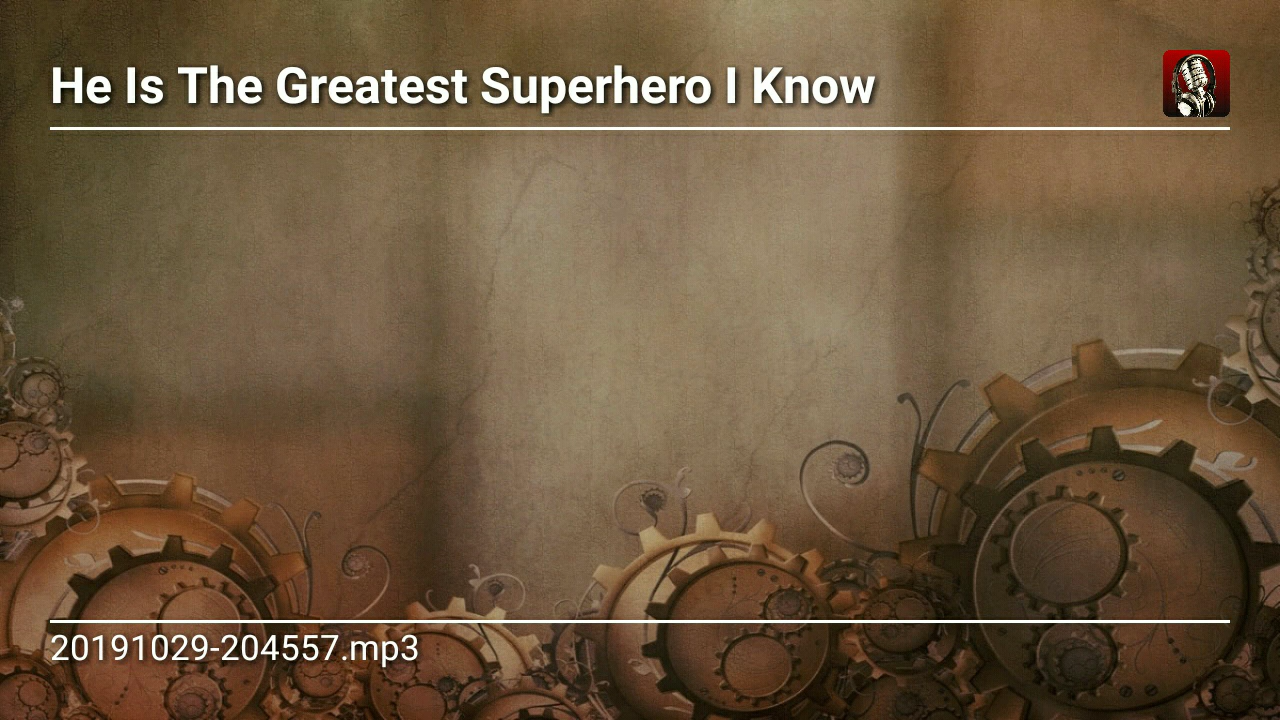 He Is The Greatest Superhero I Know
20191029-204557.mp3